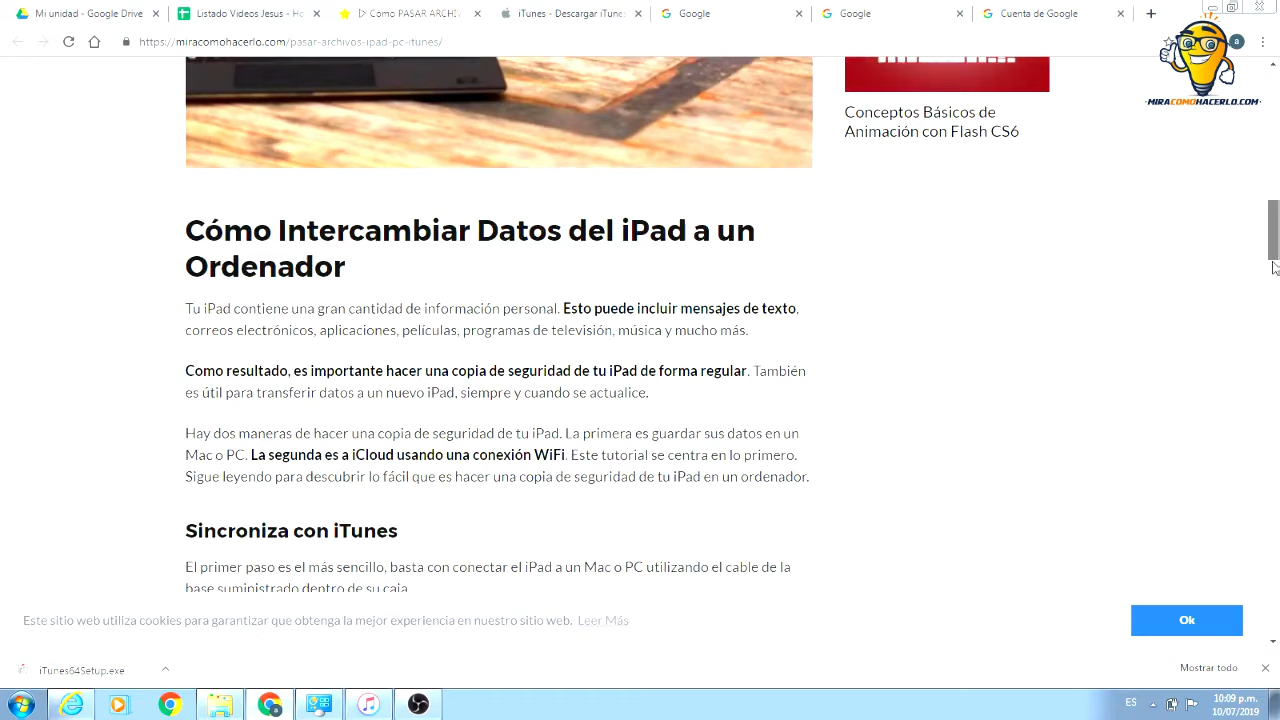 Mi unidad - Google Drive
Listado Videos Jesus - Ho
Como PASAR ARCHI
iTunes - Descargar iTunes
Google
Google
Cuenta de Google
https://miracomohacerlo.com/pasar-archivos-ipad-pc-itunes/
a
MIRACOMOHACERLO.COM
Conceptos Básicos de
Animación con Flash CS6
Cómo Intercambiar Datos del iPad a un
Ordenador
Tu iPad contiene una gran cantidad de información personal. Esto puede incluir mensajes de texto,
correos electrónicos, aplicaciones, películas, programas de televisión, música y mucho más.
Como resultado, es importante hacer una copia de seguridad de tu iPad de forma regular. También
es útil para transferir datos a un nuevo iPad, siempre y cuando se actualice.
Hay dos maneras de hacer una copia de seguridad de tu iPad. La primera es guardar sus datos en un
Mac o PC. La segunda es a iCloud usando una conexión WiFi. Este tutorial se centra en lo primero.
Sigue leyendo para descubrir lo fácil que es hacer una copia de seguridad de tu iPad en un ordenador.
Sincroniza con iTunes
El primer paso es el más sencillo, basta con conectar el iPad a un Mac o PC utilizando el cable de la
base suministrado dentro de su caja
Este sitio web utiliza cookies para garantizar que obtenga la mejor experiencia en nuestro sitio web. Leer Más
Ok
iTunes64Setup.exe
Mostrar todo
ES
10:09 p.m.
10/07/2019